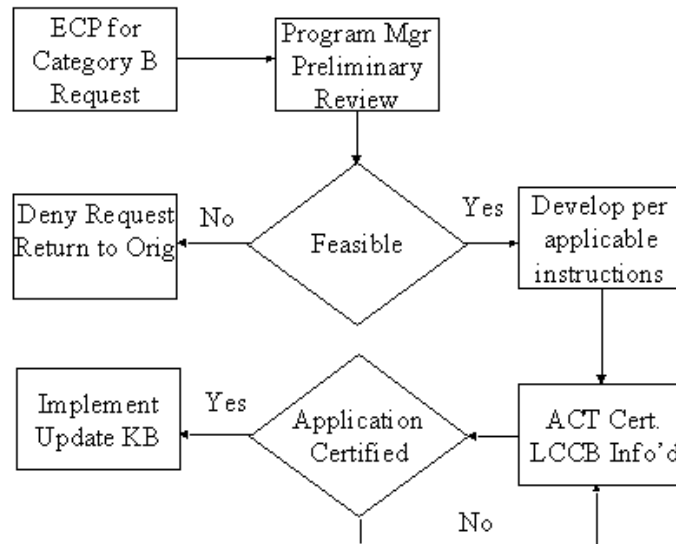 ECP for
Category B
Request
Program Mgr
Preliminary
Review
Feasible
No
Deny Request
Return to Orig
Yes
Develop per
applicable
instructions
ACT Cert.
LCCB Info'd
Application
Certified
Yes
Implement
Update KB
No